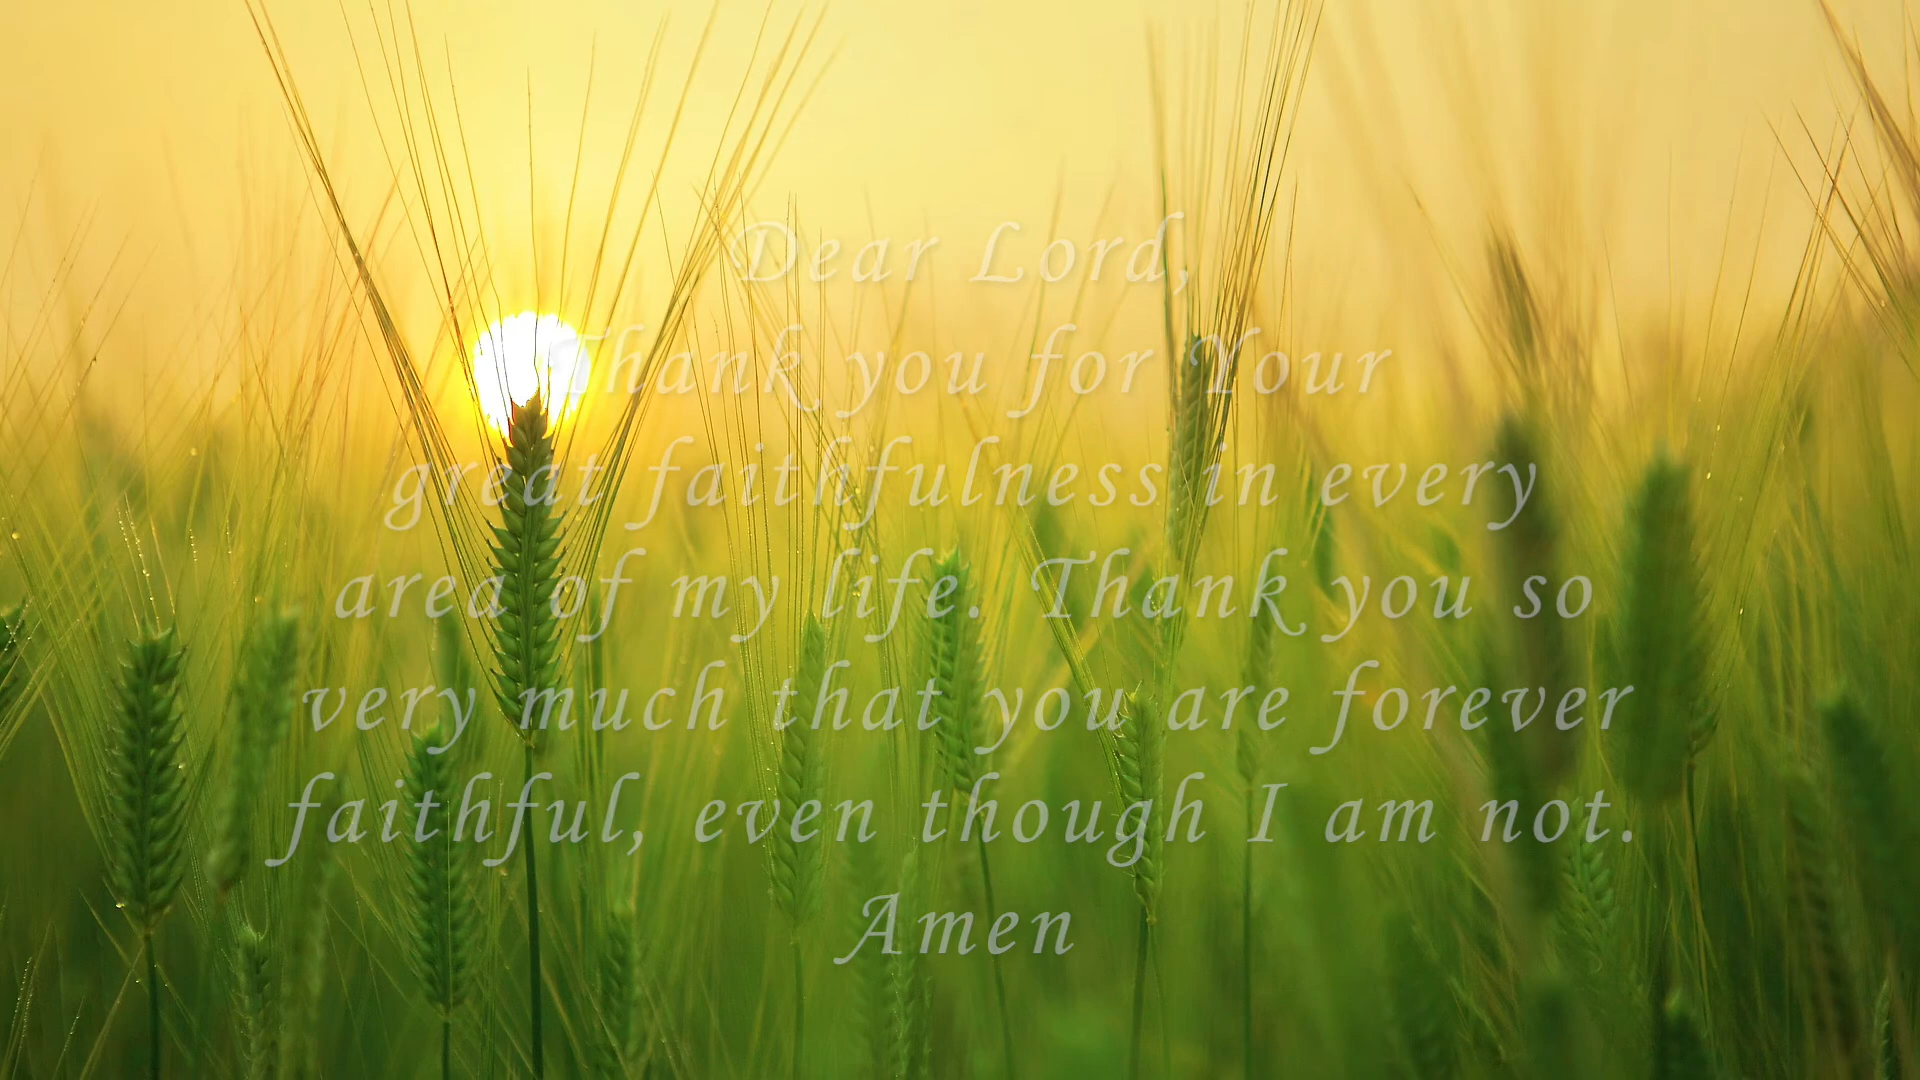 Dear Lord,
Thank you for Your
great faithfulness in every
area of my life. Thank you so
very much that you are forever
faithful, even though I am not.
Amen